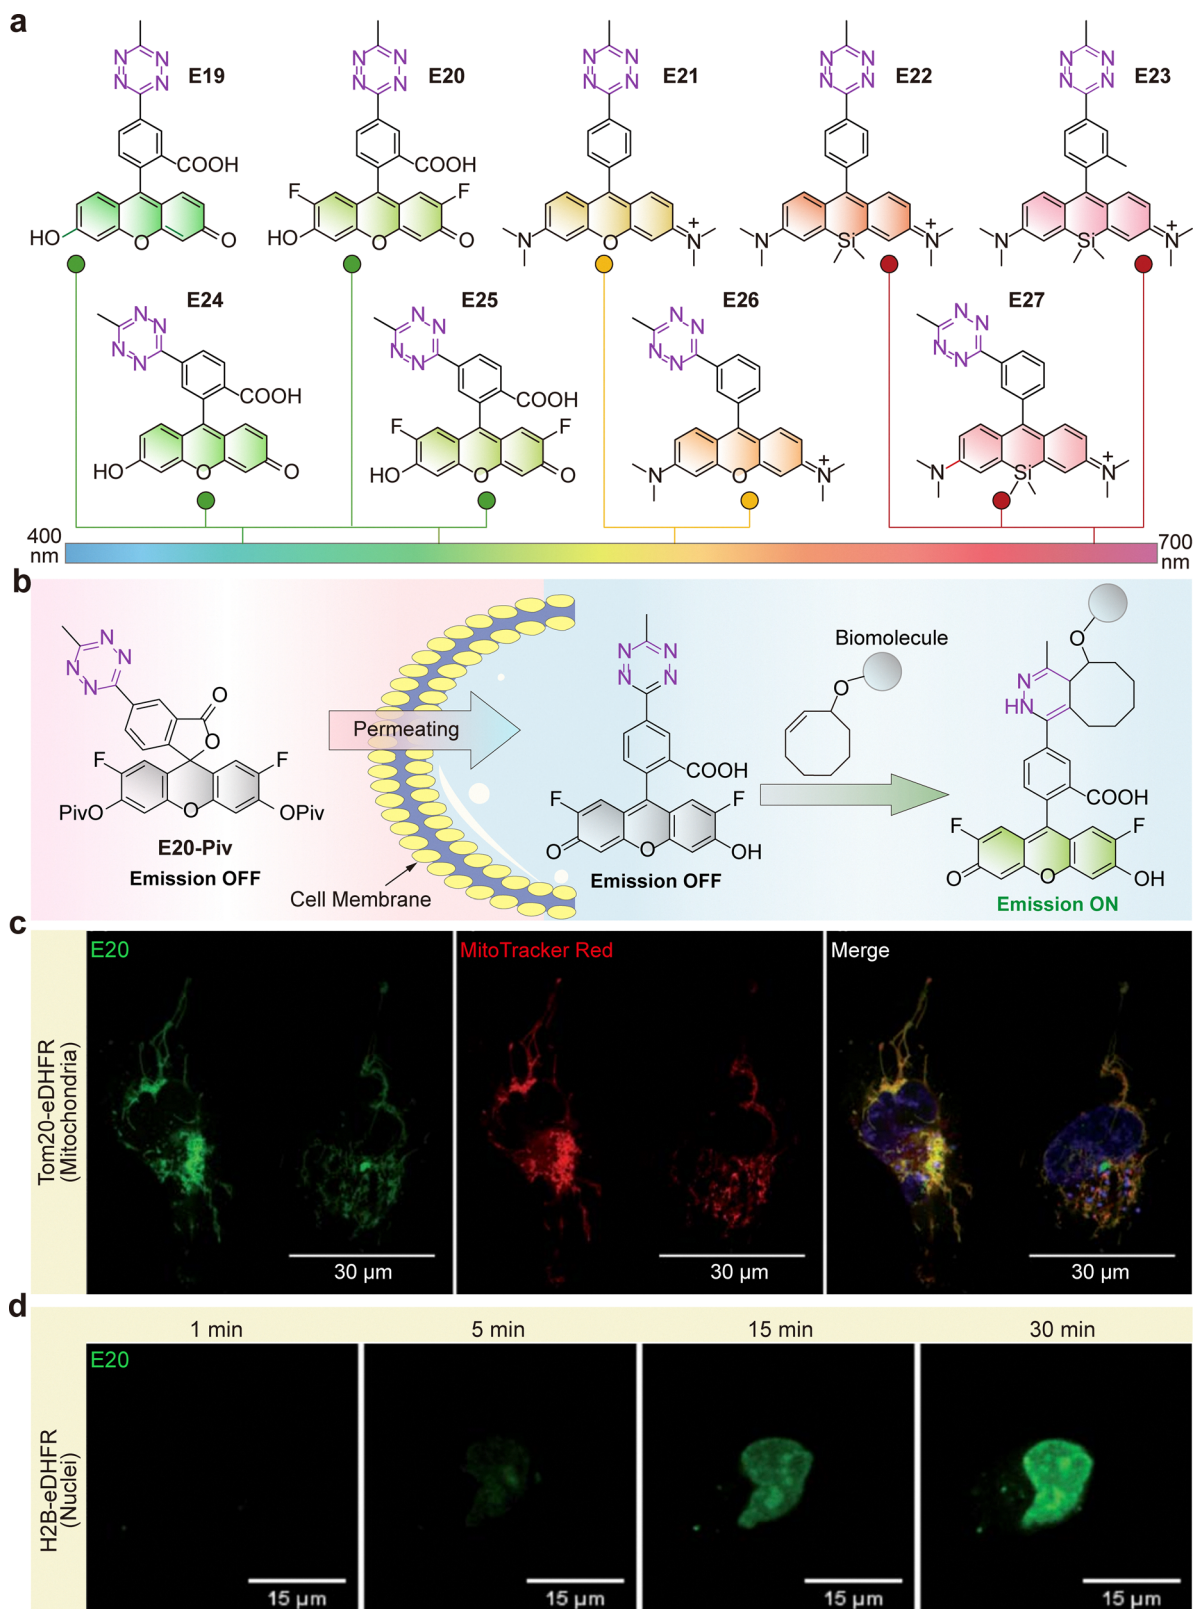 a
E19
E20
E21
E22
E23
N N
N N
N N
N N
N N
N N
N N
N N
N N
N N
COOH
COOH
HO O O
F F
HO O O
N O N +
N Si N +
N Si N +
E24
E25
E26
E27
N N
N N
N N
N N
N N
N N
N N
N N
COOH
COOH
HO O O
F F
HO O O
N O N +
N Si N +
400 nm
700 nm
b
N N
N N
O
O
F F
PivO O OPiv
E20-Piv
Emission OFF
Permeating
Cell Membrane
N N
N N
COOH
F F
O O OH
Emission OFF
Biomolecule
O
O
N
HN
COOH
F F
O O OH
Emission ON
c
Tom20-eDHFR
(Mitochondria)
E20
MitoTracker Red
Merge
30 µm
30 µm
30 µm
d
1 min
5 min
15 min
30 min
H2B-eDHFR
(Nuclei)
E20
15 µm
15 µm
15 µm
15 µm